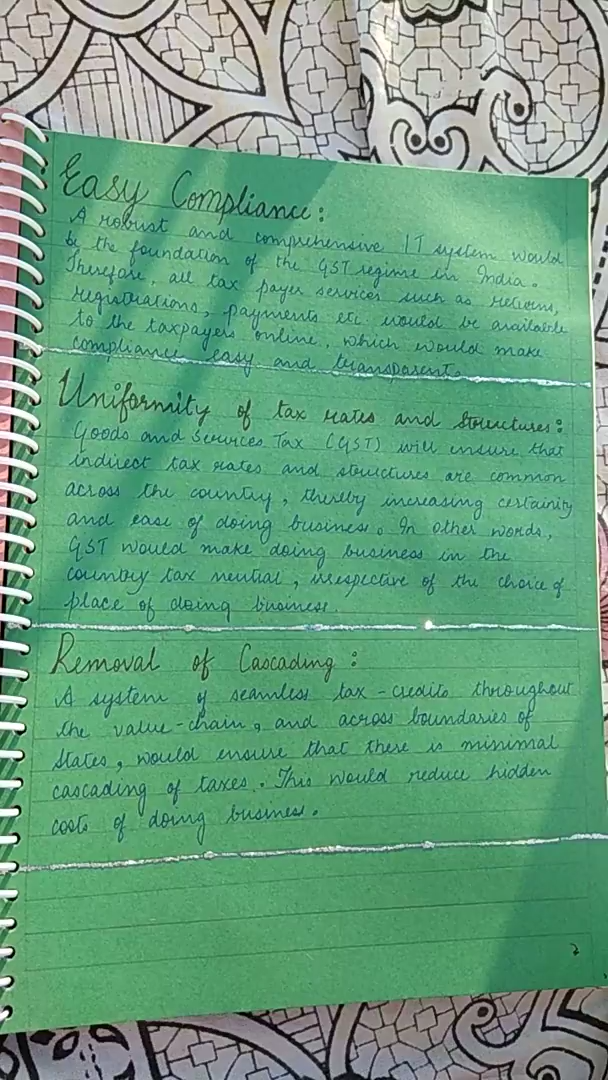 Easy Compliance:
A robust and comprehensive IT system would
be the foundation of the GST regime in India.
Therefore, all tax payer services such as returns,
registrations, payments etc. would be available
to the taxpayers online, which would make
compliance easy and transparent.
Uniformity of tax rates and Structures:
Goods and Services Tax (GST) will ensure that
indirect tax rates and structures are common
across the country, thereby increasing certainity
and ease of doing business. In other words,
GST would make doing business in the
country tax neutral, irrespective of the choice of
place of doing business.
Removal of Cascading:
A system of seamless tax-credits throughout
the value-chain, and across boundaries of
States, would ensure that there is minimal
cascading of taxes. This would reduce hidden
costs of doing business.